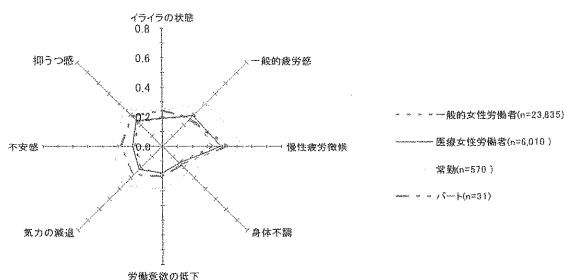 イライラの状態
0.8
抑うつ感
0.6
一般的疲労感
0.4
0.2
不安感
0.0
慢性疲労徴候
気力の減退
身体不調
労働意欲の低下
一般的女性労働者(n=23,835)
医療女性労働者(n=6,010)
常勤(n=570)
パート(n=31)